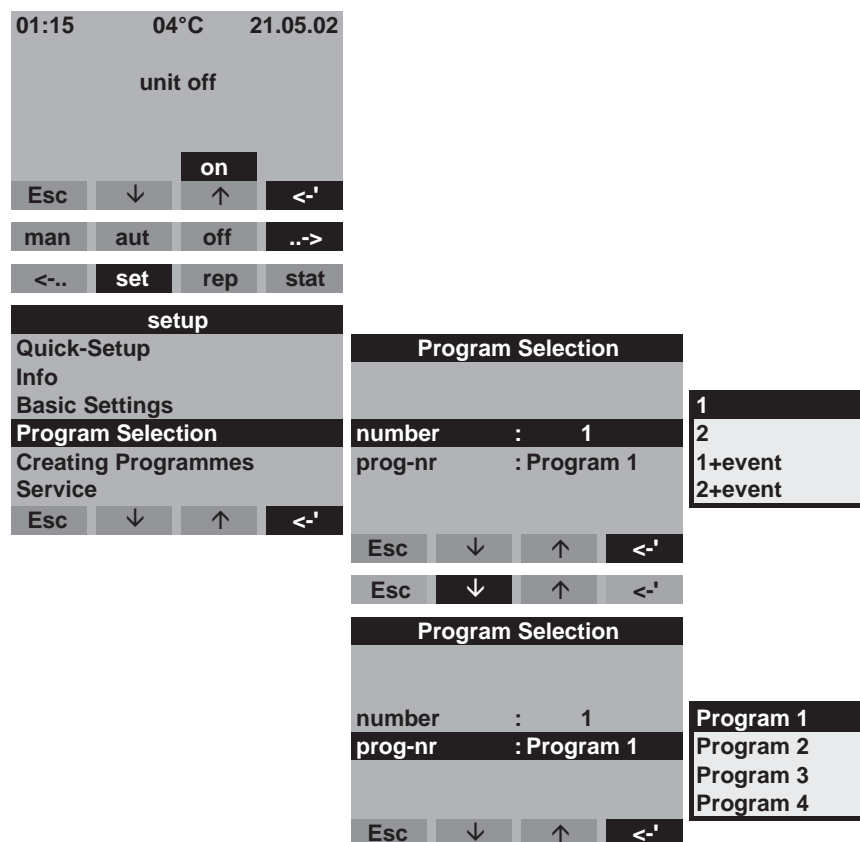 01:15 04°C 21.05.02
unit off
on
Esc ↓ ↑ <-'
man aut off ..->
<-.. set rep stat
setup
Quick-Setup
Info
Basic Settings
Program Selection
Creating Programmes
Service
Esc ↓ ↑ <-'
Program Selection
number : 1
prog-nr : Program 1
Esc ↓ ↑ <-'
1
2
1+event
2+event
Esc ↓ ↑ <-'
Program Selection
number : 1
prog-nr : Program 1
Esc ↓ ↑ <-'
Program 1
Program 2
Program 3
Program 4